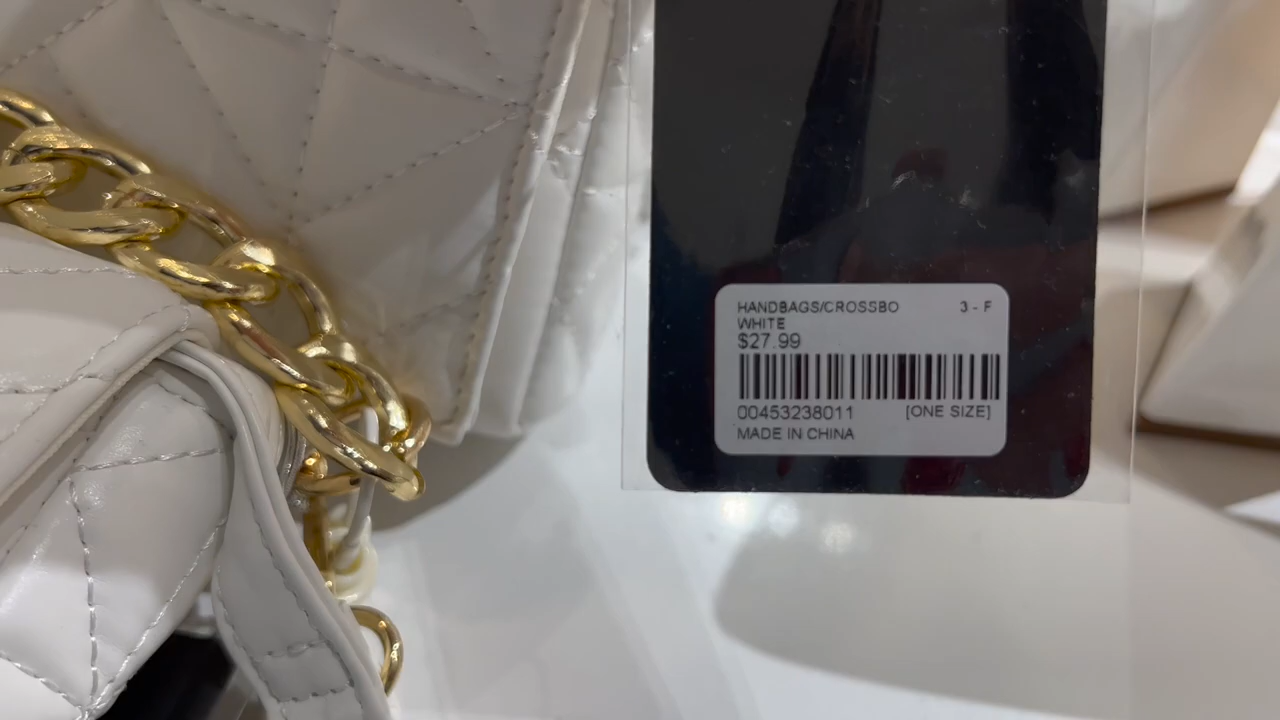 HANDBAGS/CROSSBO 3 - F
WHITE
$27.99
00453238011 [ONE SIZE]
MADE IN CHINA